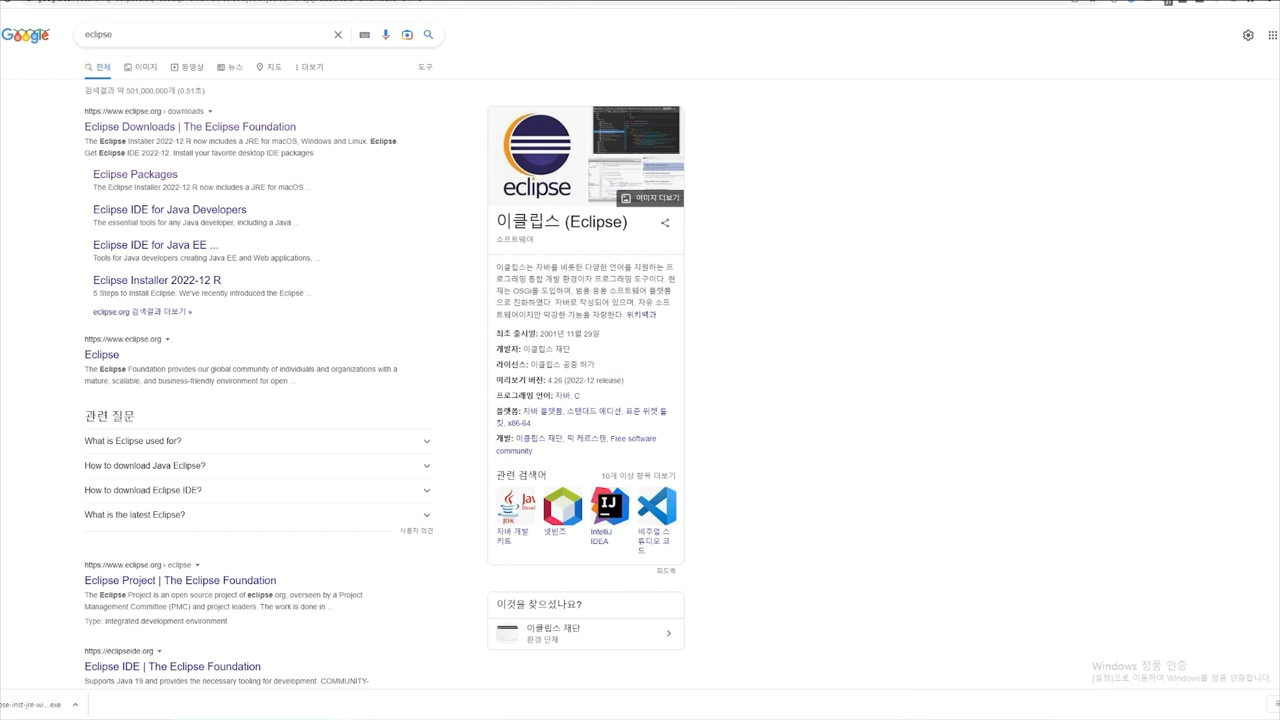 Google
eclipse
전체 이미지 동영상 뉴스 지도 더보기 도구
검색결과 약 501,000,000개 (0.51초)
https://www.eclipse.org › downloads
Eclipse Downloads | The Eclipse Foundation
The Eclipse Installer 2022-12 R now includes a JRE for macOS, Windows and Linux. Eclipse.
Get Eclipse IDE 2022-12. Install your favorite desktop IDE packages.
Eclipse Packages
The Eclipse Installer 2022-12 R now includes a JRE for macOS ...
Eclipse IDE for Java Developers
The essential tools for any Java developer, including a Java ...
Eclipse IDE for Java EE ...
Tools for Java developers creating Java EE and Web applications, ...
Eclipse Installer 2022-12 R
5 Steps to Install Eclipse. We've recently introduced the Eclipse ...
eclipse.org 검색결과 더보기 »
https://www.eclipse.org
Eclipse
The Eclipse Foundation provides our global community of individuals and organizations with a
mature, scalable, and business-friendly environment for open ...
관련 질문
What is Eclipse used for?
How to download Java Eclipse?
How to download Eclipse IDE?
What is the latest Eclipse?
사용자 의견
https://www.eclipse.org › eclipse
Eclipse Project | The Eclipse Foundation
The Eclipse Project is an open source project of eclipse.org, overseen by a Project
Management Committee (PMC) and project leaders. The work is done in ...
Type: Integrated development environment
https://eclipseide.org
Eclipse IDE | The Eclipse Foundation
Supports Java 19 and provides the necessary tooling for development. COMMUNITY-
eclipse
이미지 더보기
이클립스 (Eclipse)
소프트웨어
이클립스는 자바를 비롯한 다양한 언어를 지원하는 프
로그래밍 통합 개발 환경이자 프로그래밍 도구이다. 현
재는 OSGi를 도입하여, 범용 응용 소프트웨어 플랫폼
으로 진화하였다. 자바로 작성되어 있으며, 자유 소프
트웨어이지만 막강한 기능을 자랑한다. 위키백과
최초 출시일: 2001년 11월 29일
개발자: 이클립스 재단
라이선스: 이클립스 공중 허가
미리보기 버전: 4.26 (2022-12 release)
프로그래밍 언어: 자바, C
플랫폼: 자바 플랫폼, 스탠더드 에디션, 표준 위젯 툴
킷, x86-64
개발: 이클립스 재단, 믹 케르스텐, Free software
community
관련 검색어 10개 이상 항목 더보기
자바 개발 키트
넷빈즈
IntelliJ IDEA
비주얼 스튜디오 코드
피드백
이것을 찾으셨나요?
이클립스 재단
환경 단체
Windows 정품 인증
[설정]으로 이동하여 Windows를 정품 인증합니다.
pse-inst-jre-wi....exe